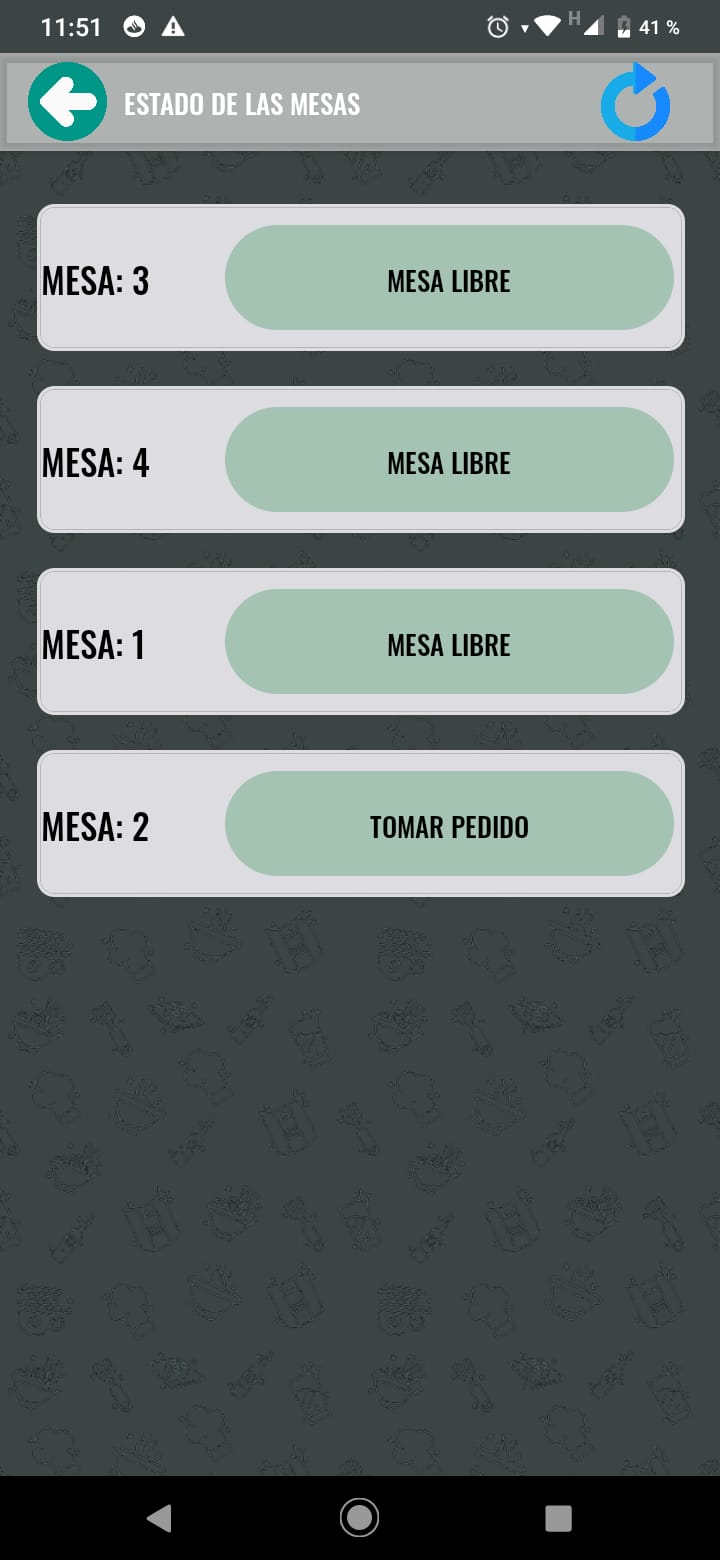 11:51
H
41 %
ESTADO DE LAS MESAS
MESA: 3
MESA LIBRE
MESA: 4
MESA LIBRE
MESA: 1
MESA LIBRE
MESA: 2
TOMAR PEDIDO